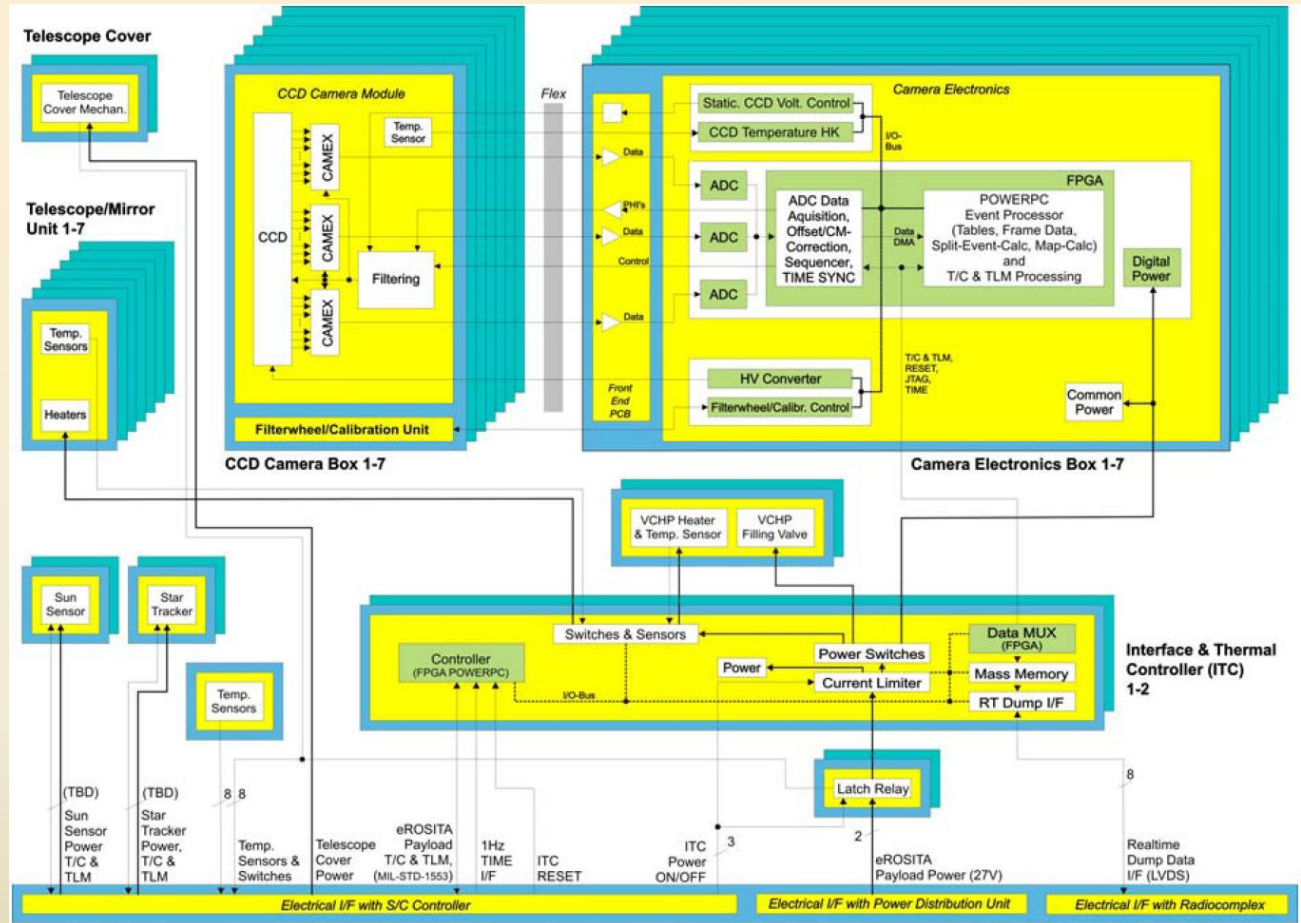 Telescope Cover
Telescope
Cover Mechan.
Telescope/Mirror
Unit 1-7
Temp.
Sensors
Heaters
CCD Camera Module
CCD
CAMEX
CAMEX
CAMEX
Temp.
Sensor
Filtering
Filterwheel/Calibration Unit
CCD Camera Box 1-7
Flex
Front
End
PCB
Data
PHI's
Data
Control
Data
Camera Electronics
Static. CCD Volt. Control
CCD Temperature HK
I/O-
Bus
ADC
ADC
ADC
FPGA
ADC Data
Aquisition,
Offset/CM-
Correction,
Sequencer,
TIME SYNC
Data
DMA
POWERPC
Event Processor
(Tables, Frame Data,
Split-Event-Calc, Map-Calc)
and
T/C & TLM Processing
Digital
Power
T/C & TLM,
RESET,
JTAG,
TIME
HV Converter
Filterwheel/Calibr. Control
Common
Power
Camera Electronics Box 1-7
VCHP Heater
& Temp. Sensor
VCHP
Filling Valve
Sun
Sensor
Star
Tracker
Temp.
Sensors
Switches & Sensors
Controller
(FPGA POWERPC)
I/O-Bus
Power
Power Switches
Current Limiter
Data MUX
(FPGA)
Mass Memory
RT Dump I/F
Interface & Thermal
Controller (ITC)
1-2
Latch Relay
(TBD)
Sun
Sensor
Power
T/C &
TLM
(TBD)
Star
Tracker
Power,
T/C &
TLM
8
8
Temp.
Sensors &
Switches
Telescope
Cover
Power
eROSITA
Payload
T/C & TLM,
(MIL-STD-1553)
1Hz
TIME
I/F
ITC
RESET
ITC
Power
ON/OFF
3
2
eROSITA
Payload Power (27V)
8
Realtime
Dump Data
I/F (LVDS)
Electrical I/F with S/C Controller
Electrical I/F with Power Distribution Unit
Electrical I/F with Radiocomplex